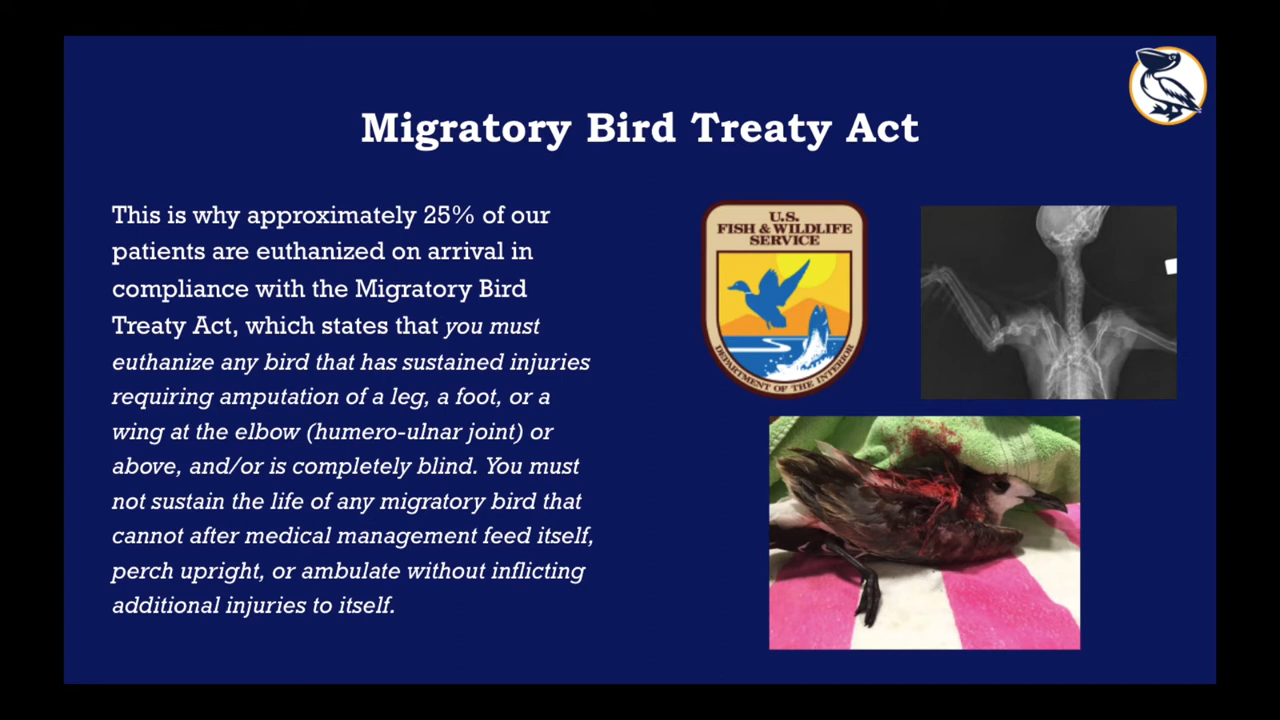 Migratory Bird Treaty Act
This is why approximately 25% of our
patients are euthanized on arrival in
compliance with the Migratory Bird
Treaty Act, which states that you must
euthanize any bird that has sustained injuries
requiring amputation of a leg, a foot, or a
wing at the elbow (humero-ulnar joint) or
above, and/or is completely blind. You must
not sustain the life of any migratory bird that
cannot after medical management feed itself,
perch upright, or ambulate without inflicting
additional injuries to itself.
U.S.
FISH & WILDLIFE
SERVICE
DEPARTMENT OF THE INTERIOR